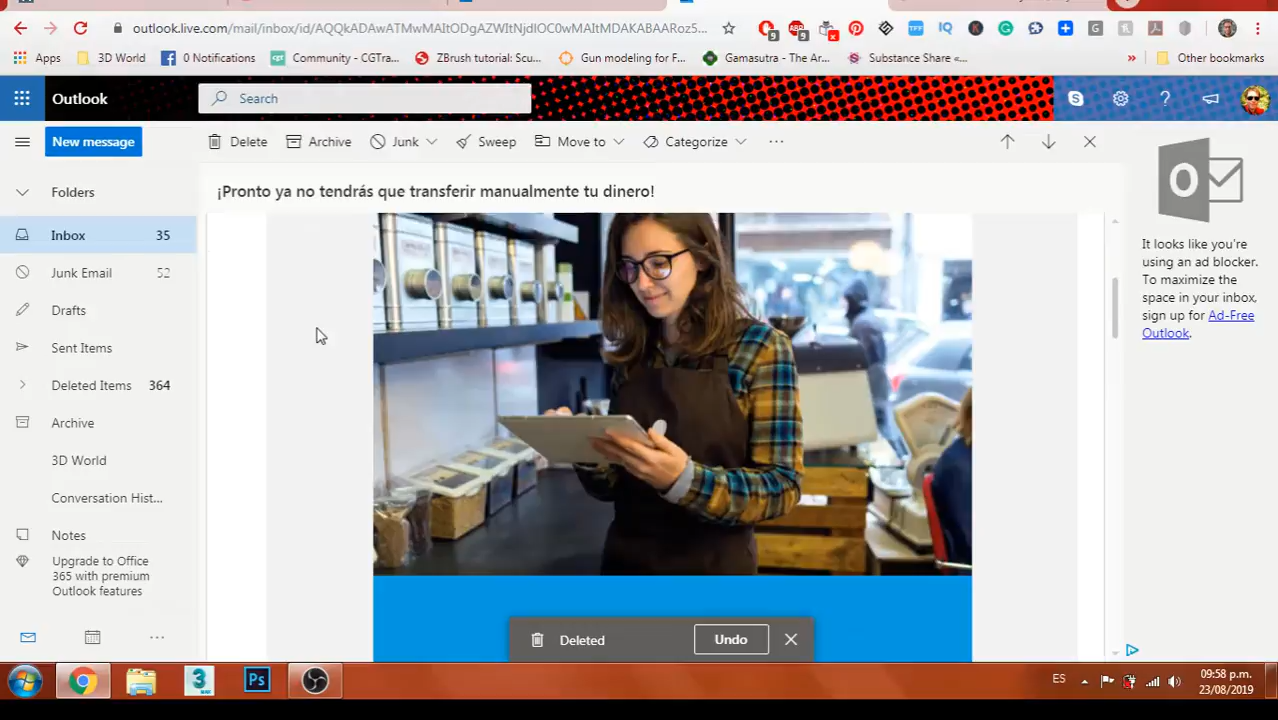 outlook.live.com/mail/inbox/id/AQQkADAwATMwMAItODgAZWItNjdlOC0wMAItMDAKABAARoz5...
9
9
Apps
3D World
0 Notifications
Community - CGTra...
ZBrush tutorial: Scu...
Gun modeling for F...
Gamasutra - The Ar...
Substance Share «...
»
Other bookmarks
Outlook
Search
New message
Delete
Archive
Junk
Sweep
Move to
Categorize
Folders
¡Pronto ya no tendrás que transferir manualmente tu dinero!
Inbox 35
Junk Email 52
Drafts
Sent Items
Deleted Items 364
Archive
3D World
Conversation Hist...
Notes
Upgrade to Office
365 with premium
Outlook features
It looks like you're
using an ad blocker.
To maximize the
space in your inbox,
sign up for Ad-Free
Outlook.
Deleted
Undo
Ps
ES
09:58 p.m.
23/08/2019